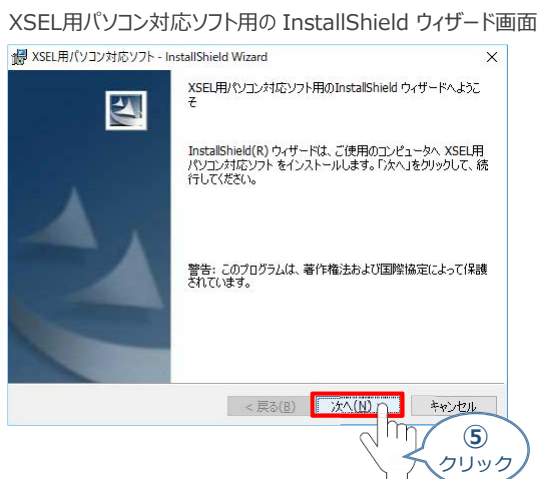 XSEL用パソコン対応ソフト用の InstallShield ウィザード画面
XSEL用パソコン対応ソフト - InstallShield Wizard
XSEL用パソコン対応ソフト用のInstallShield ウィザードへようこ
そ
InstallShield(R) ウィザードは、ご使用のコンピュータへ XSEL用
パソコン対応ソフト をインストールします。「次へ」をクリックして、続
行してください。
警告: このプログラムは、著作権法および国際協定によって保護
されています。
< 戻る(B)
次へ(N)
キャンセル
⑤
クリック